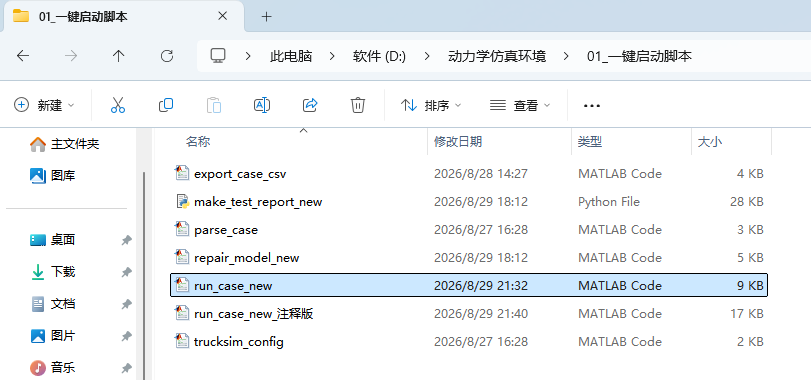 01_一键启动脚本
此电脑 软件 (D:) 动力学仿真环境 01_一键启动脚本
新建 排序 查看
名称 修改日期 类型 大小
主文件夹
图库
桌面
下载
文档
图片
音乐
export_case_csv 2026/8/28 14:27 MATLAB Code 4 KB
make_test_report_new 2026/8/29 18:12 Python File 28 KB
parse_case 2026/8/27 16:28 MATLAB Code 3 KB
repair_model_new 2026/8/29 18:12 MATLAB Code 5 KB
run_case_new 2026/8/29 21:32 MATLAB Code 9 KB
run_case_new_注释版 2026/8/29 21:40 MATLAB Code 17 KB
trucksim_config 2026/8/27 16:28 MATLAB Code 2 KB